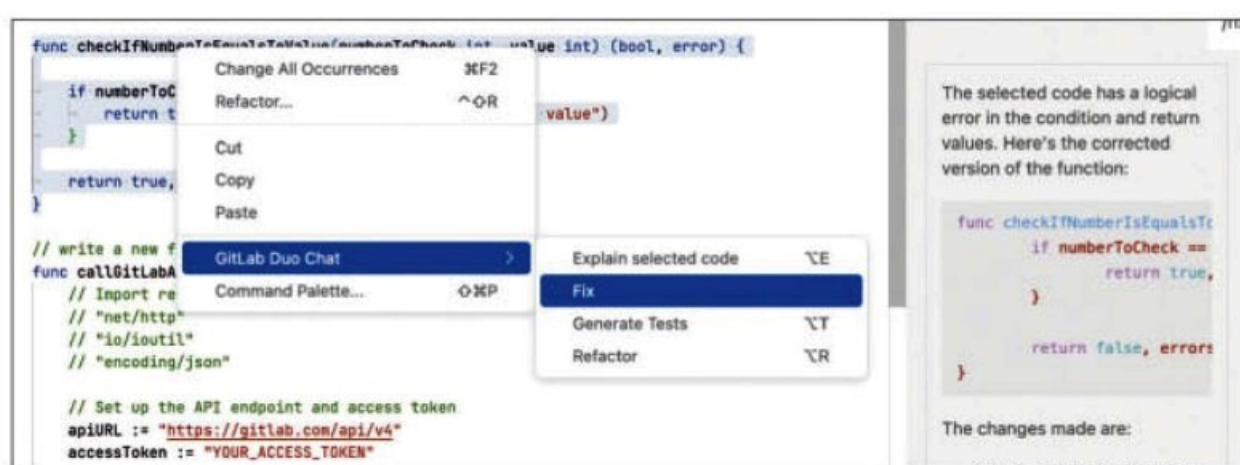 func checkIfNumberIsEqualsToValue(numberToCheck int, value int) (bool, error) {
if numberToC
return t
value")
}
return true,
}
// write a new f
func callGitLabA
// Import re
// "net/http"
// "io/ioutil"
// "encoding/json"
// Set up the API endpoint and access token
apiURL := "https://gitlab.com/api/v4"
accessToken := "YOUR_ACCESS_TOKEN"
Change All Occurrences ⌘F2
Refactor... ^⇧R
Cut
Copy
Paste
GitLab Duo Chat
Command Palette... ⇧⌘P
Explain selected code ⌥E
Fix
Generate Tests ⌥T
Refactor ⌥R
The selected code has a logical
error in the condition and return
values. Here's the corrected
version of the function:
func checkIfNumberIsEqualsTo
if numberToCheck ==
return true,
}
return false, errors
}
The changes made are: